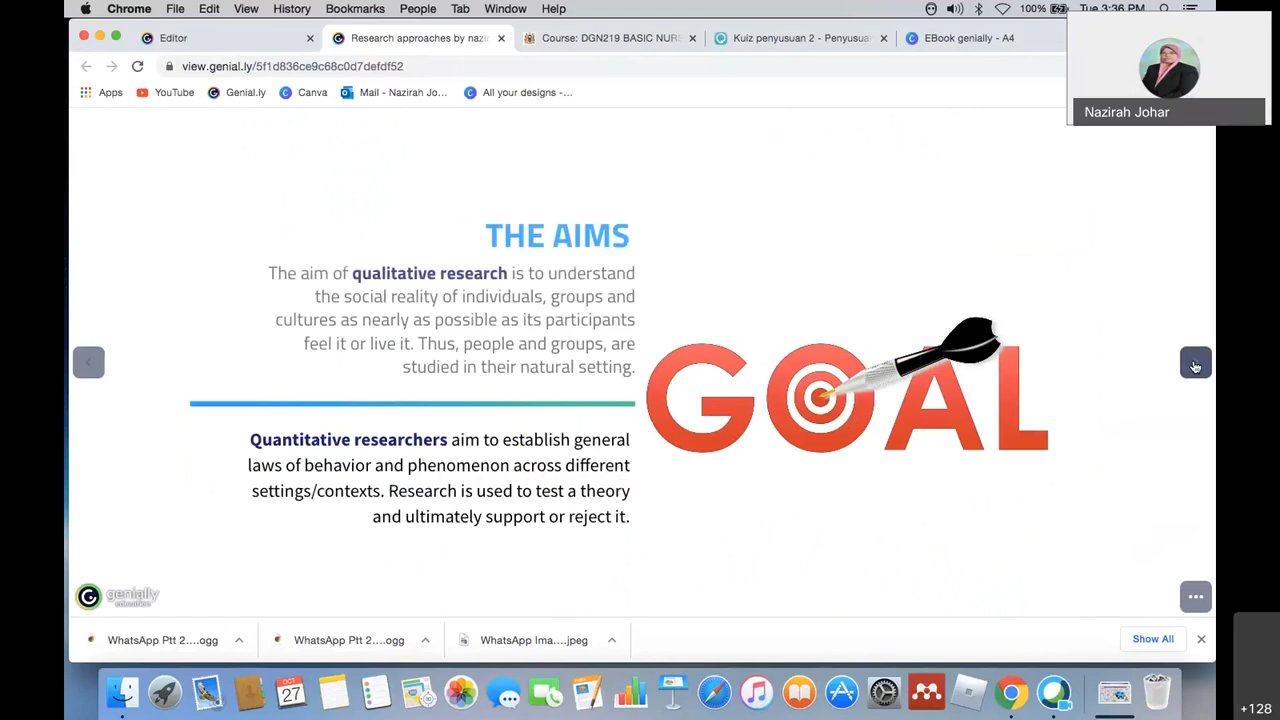 Chrome File Edit View History Bookmarks People Tab Window Help
100% Tue 3:36 PM
Editor
Research approaches by nazir
Course: DGN219 BASIC NURS
Kuiz penyusuan 2 - Penyusua
EBook genially - A4
view.genial.ly/5f1d836ce9c68c0d7defdf52
Apps YouTube Genial.ly Canva Mail - Nazirah Jo... All your designs -...
Nazirah Johar
THE AIMS
The aim of qualitative research is to understand
the social reality of individuals, groups and
cultures as nearly as possible as its participants
feel it or live it. Thus, people and groups, are
studied in their natural setting.
GOAL
Quantitative researchers aim to establish general
laws of behavior and phenomenon across different
settings/contexts. Research is used to test a theory
and ultimately support or reject it.
genially
education
WhatsApp Ptt 2....ogg
WhatsApp Ptt 2....ogg
WhatsApp Ima....jpeg
Show All
OCT
27
+128